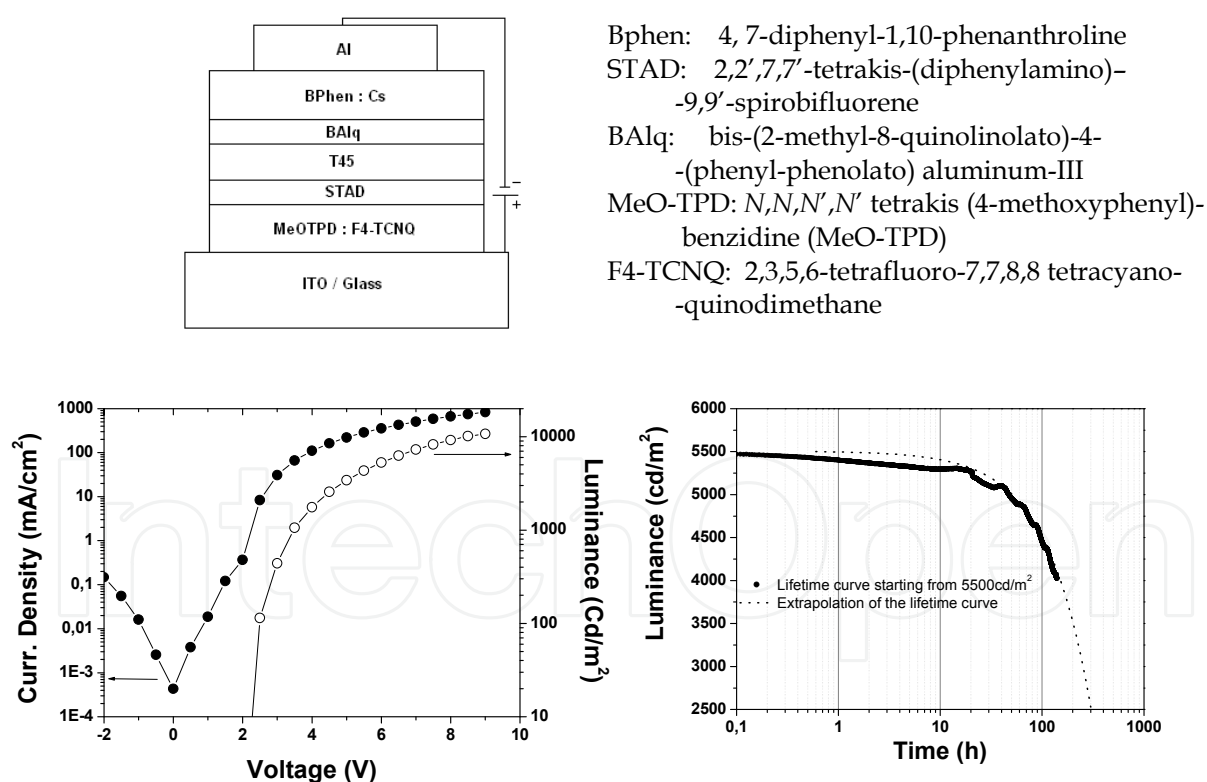 Al
BPhen : Cs
BAlq
T45
STAD
MeOTPD : F4-TCNQ
ITO / Glass
−
+
Bphen: 4, 7-diphenyl-1,10-phenanthroline
STAD: 2,2′,7,7′-tetrakis-(diphenylamino)–
-9,9′-spirobifluorene
BAlq: bis-(2-methyl-8-quinolinolato)-4-
-(phenyl-phenolato) aluminum-III
MeO-TPD: N,N,N′,N′ tetrakis (4-methoxyphenyl)-
benzidine (MeO-TPD)
F4-TCNQ: 2,3,5,6-tetrafluoro-7,7,8,8 tetracyano-
-quinodimethane
Curr. Density (mA/cm²)
1000
100
10
1
0,1
0,01
1E-3
1E-4
-2 0 2 4 6 8 10
Voltage (V)
10000
1000
100
10
Luminance (Cd/m²)
Luminance (cd/m²)
6000
5500
5000
4500
4000
3500
3000
2500
Lifetime curve starting from 5500cd/m²
Extrapolation of the lifetime curve
0,1 1 10 100 1000
Time (h)
IntechOpen